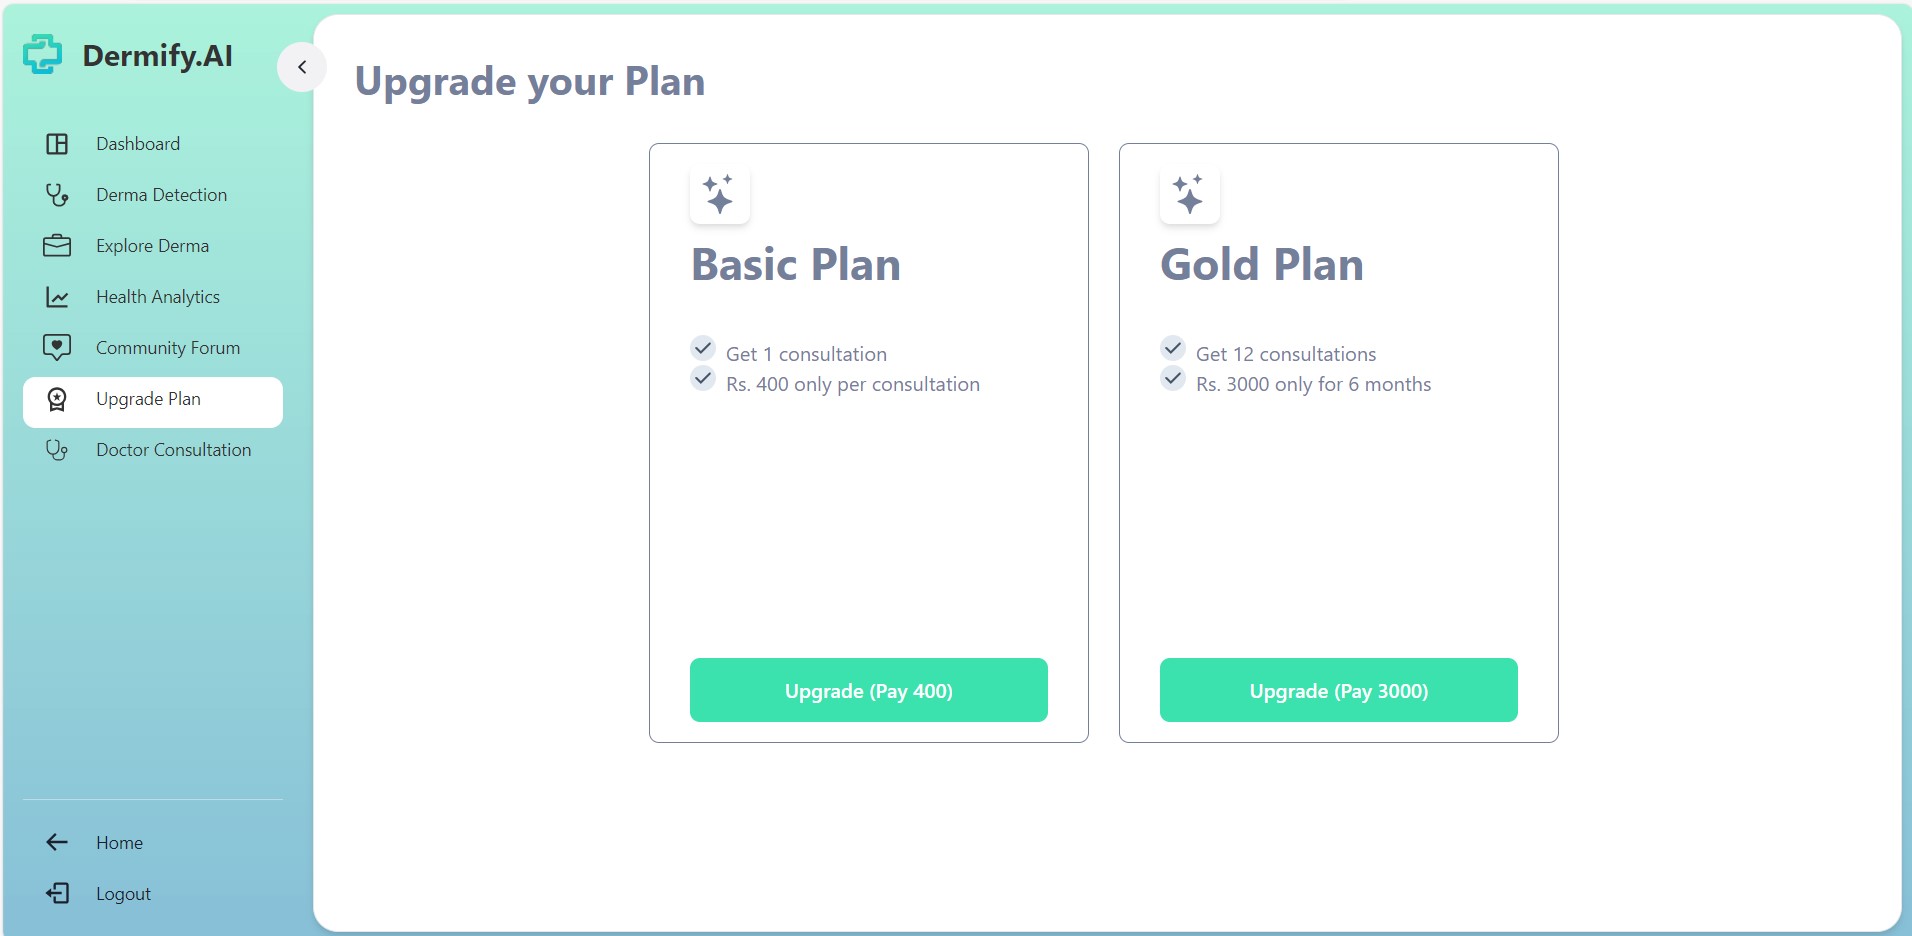 Dermify.AI
Dashboard
Derma Detection
Explore Derma
Health Analytics
Community Forum
Upgrade Plan
Doctor Consultation
Home
Logout
Upgrade your Plan
Basic Plan
Get 1 consultation
Rs. 400 only per consultation
Upgrade (Pay 400)
Gold Plan
Get 12 consultations
Rs. 3000 only for 6 months
Upgrade (Pay 3000)